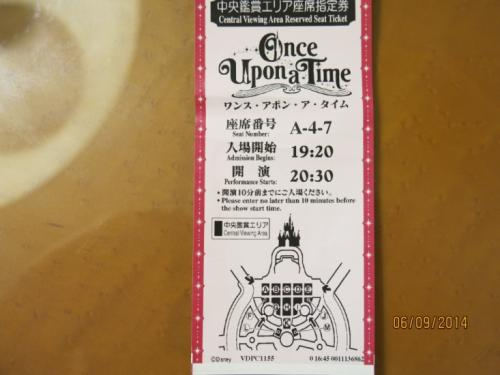 中央鑑賞エリア座席指定券
Central Viewing Area Reserved Seat Ticket
Once
Upon a Time
ワンス・アポン・ア・タイム
座席番号
Seat Number:
A-4-7
入場開始
Admission Begins:
19:20
開演
Performance Starts:
20:30
•開演10分前までにご入場ください。
•Please enter no later than 10 minutes before
the show start time.
中央鑑賞エリア
Central Viewing Area
A B C D E
©Disney
VDPC1155
0 16:45 0011156862
06/09/2014